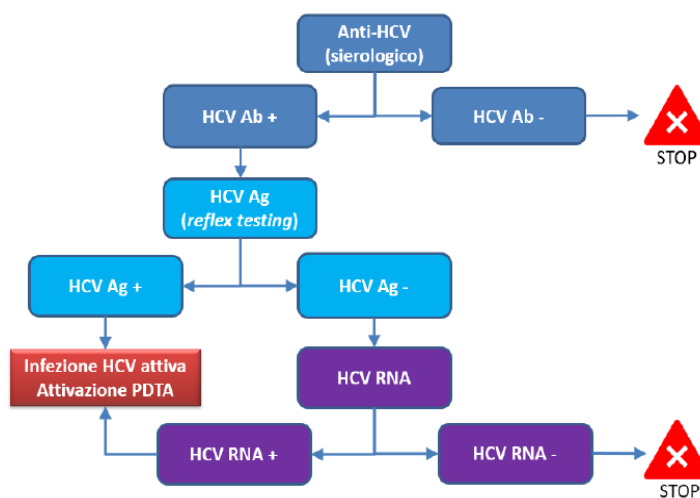 Anti-HCV
(sierologico)
HCV Ab +
HCV Ab -
STOP
HCV Ag
(reflex testing)
HCV Ag +
HCV Ag -
Infezione HCV attiva
Attivazione PDTA
HCV RNA
HCV RNA +
HCV RNA -
STOP